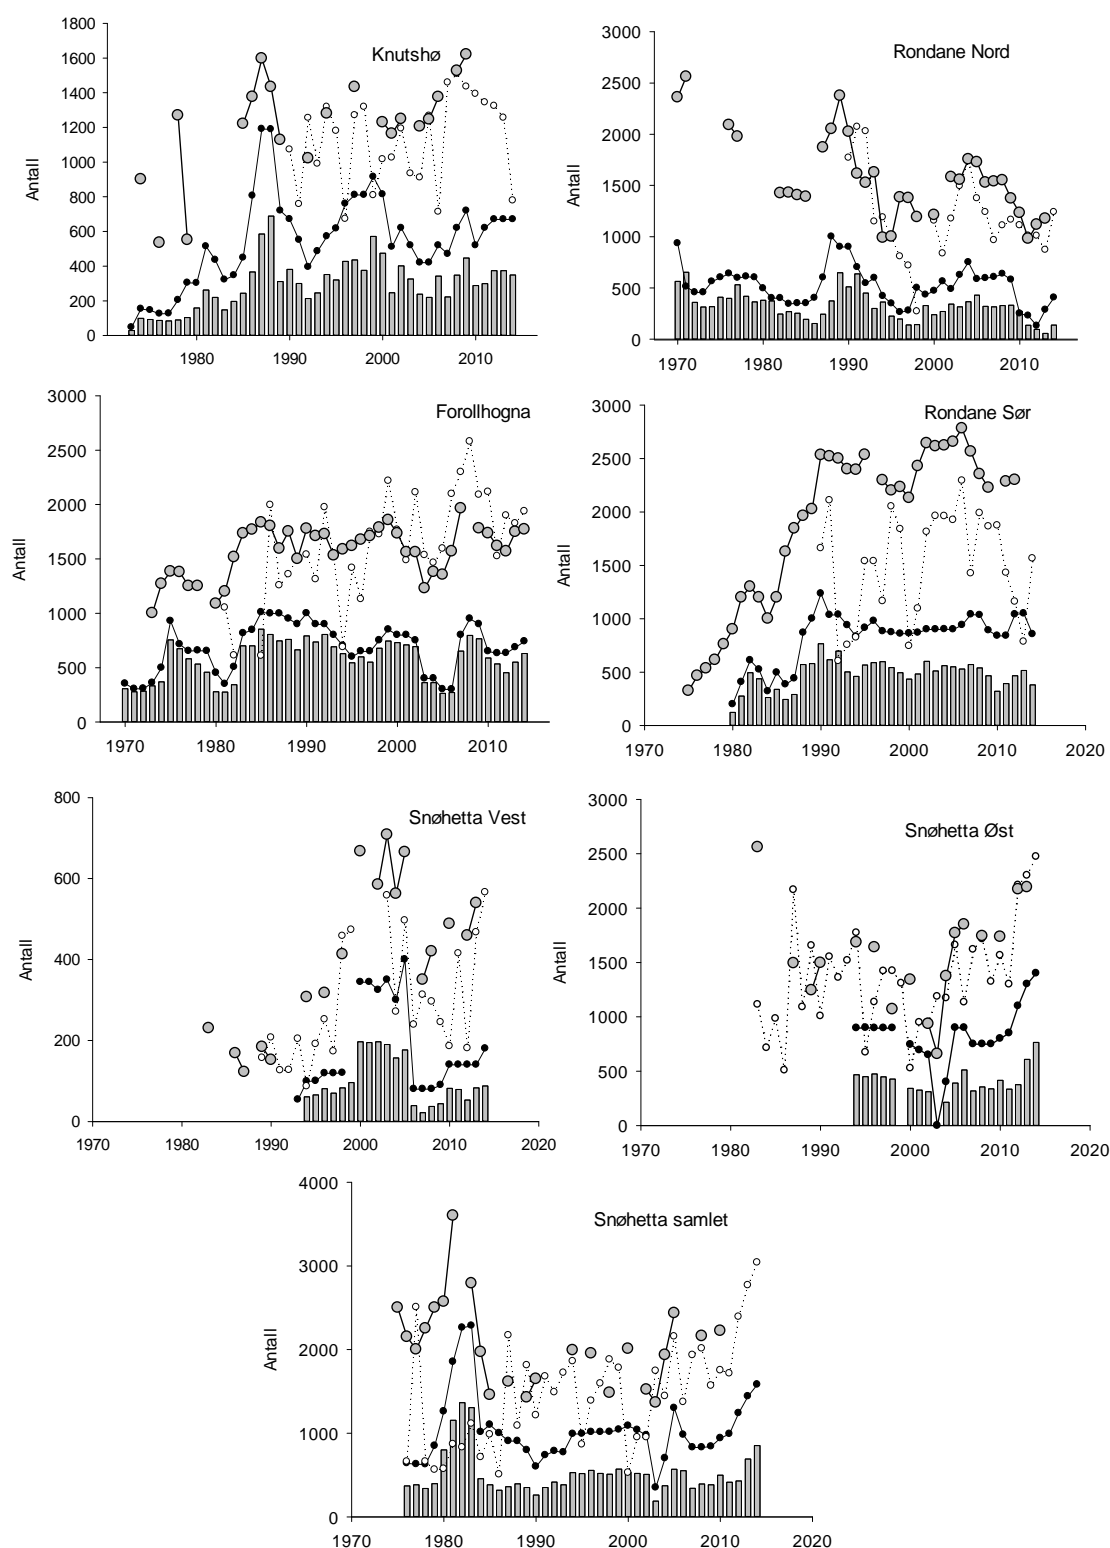 Knutshø
Antall
1800
1600
1400
1200
1000
800
600
400
200
0
1980 1990 2000 2010
Rondane Nord
Antall
3000
2500
2000
1500
1000
500
0
1970 1980 1990 2000 2010
Forollhogna
Antall
3000
2500
2000
1500
1000
500
0
1970 1980 1990 2000 2010
Rondane Sør
Antall
3000
2500
2000
1500
1000
500
0
1970 1980 1990 2000 2010 2020
Snøhetta Vest
Antall
800
600
400
200
0
1970 1980 1990 2000 2010 2020
Snøhetta Øst
Antall
3000
2500
2000
1500
1000
500
0
1970 1980 1990 2000 2010 2020
Snøhetta samlet
Antall
4000
3000
2000
1000
0
1970 1980 1990 2000 2010 2020